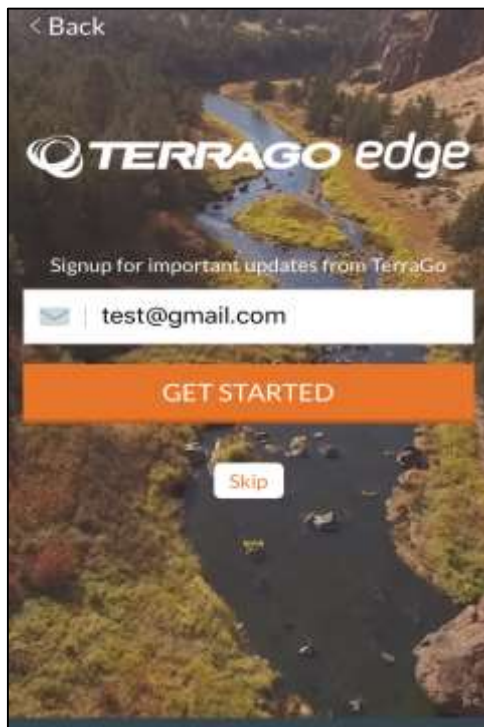 < Back
TERRAGO edge
Signup for important updates from TerraGo
test@gmail.com
GET STARTED
Skip